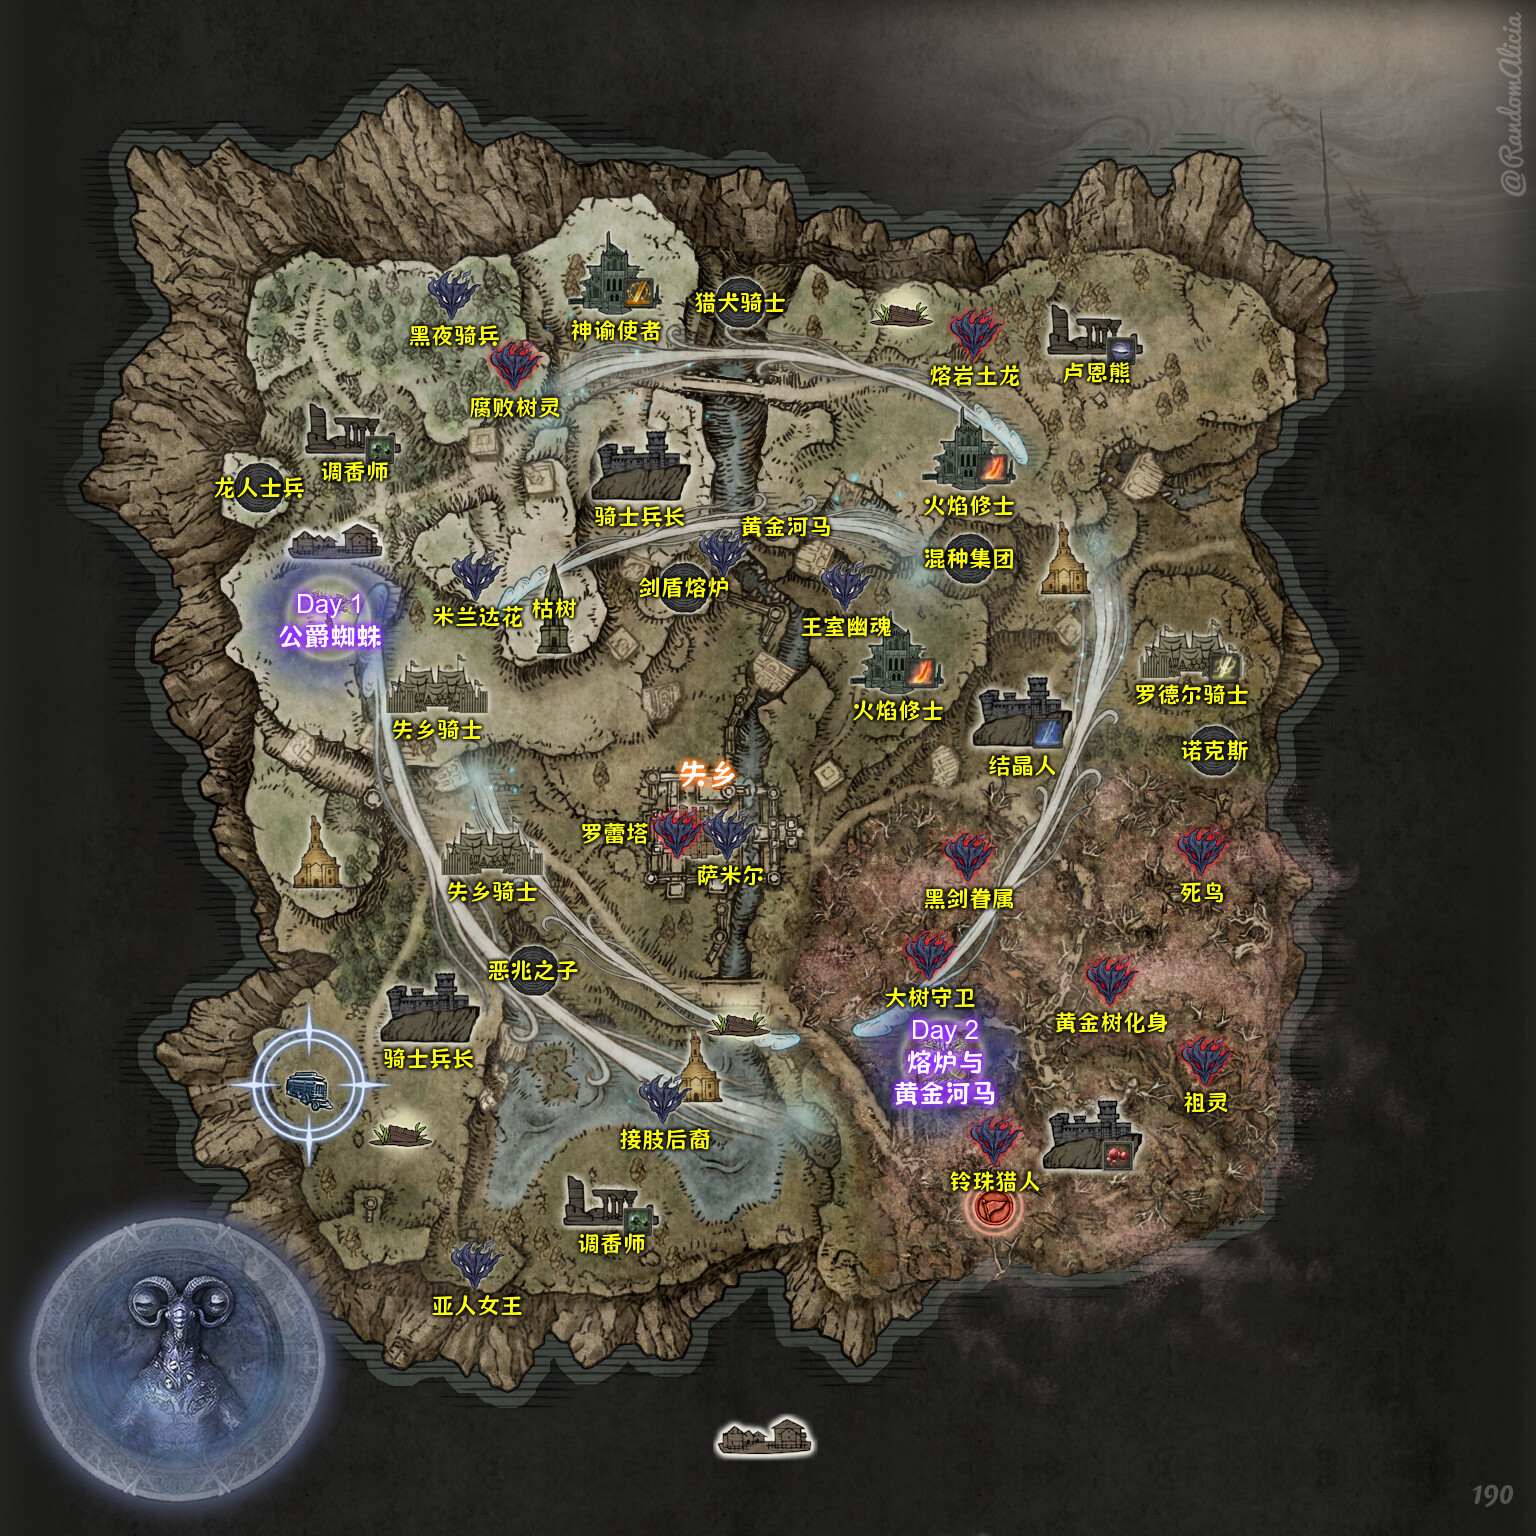 @RandomAlicia
猎犬骑士
黑夜骑兵
神谕使者
熔岩土龙
卢恩熊
腐败树灵
调香师
龙人士兵
骑士兵长
火焰修士
黄金河马
混种集团
剑盾熔炉
Day 1
公爵蜘蛛
米兰达花
枯树
王室幽魂
罗德尔骑士
火焰修士
失乡骑士
诺克斯
结晶人
失乡
罗蕾塔
萨米尔
失乡骑士
黑剑眷属
死鸟
恶兆之子
大树守卫
黄金树化身
Day 2
熔炉与
黄金河马
骑士兵长
祖灵
接肢后裔
铃珠猎人
调香师
亚人女王
190